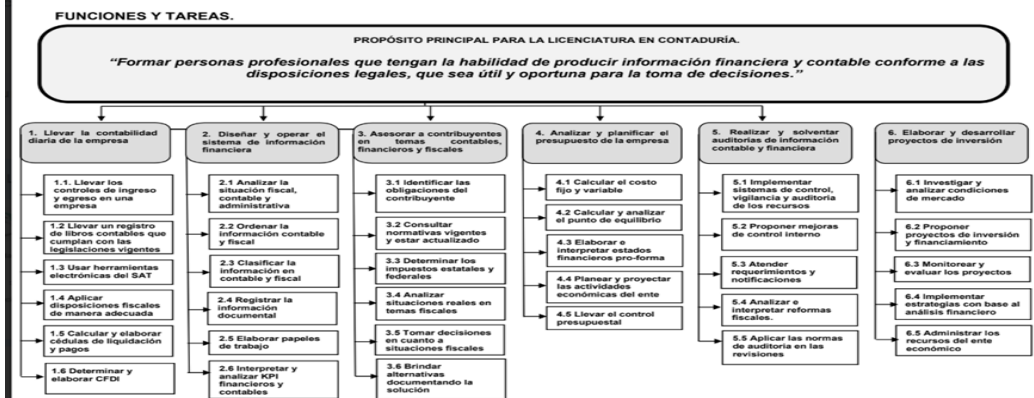 FUNCIONES Y TAREAS.
PROPÓSITO PRINCIPAL PARA LA LICENCIATURA EN CONTADURÍA.
“Formar personas profesionales que tengan la habilidad de producir información financiera y contable conforme a las
disposiciones legales, que sea útil y oportuna para la toma de decisiones.”
1. Llevar la contabilidad
diaria de la empresa
1.1. Llevar los
controles de ingreso
y egreso en una
empresa
1.2 Llevar un registro
de libros contables que
cumplan con las
legislaciones vigentes
1.3 Usar herramientas
electrónicas del SAT
1.4 Aplicar
disposiciones fiscales
de manera adecuada
1.5 Calcular y elaborar
cédulas de liquidación
y pagos
1.6 Determinar y
elaborar CFDI
2. Diseñar y operar el
sistema de información
financiera
2.1 Analizar la
situación fiscal,
contable y
administrativa
2.2 Ordenar la
información contable
y fiscal
2.3 Clasificar la
información en
contable y fiscal
2.4 Registrar la
información
documental
2.5 Elaborar papeles
de trabajo
2.6 Interpretar y
analizar KPI
financieros y
contables
3. Asesorar a contribuyentes
en temas contables,
financieros y fiscales
3.1 Identificar las
obligaciones del
contribuyente
3.2 Consultar
normativas vigentes
y estar actualizado
3.3 Determinar los
impuestos estatales y
federales
3.4 Analizar
situaciones reales en
temas fiscales
3.5 Tomar decisiones
en cuanto a
situaciones fiscales
3.6 Brindar
alternativas
documentando la
solución
4. Analizar y planificar el
presupuesto de la empresa
4.1 Calcular el costo
fijo y variable
4.2 Calcular y analizar
el punto de equilibrio
4.3 Elaborar e
interpretar estados
financieros pro-forma
4.4 Planear y proyectar
las actividades
económicas del ente
4.5 Llevar el control
presupuestal
5. Realizar y solventar
auditorías de información
contable y financiera
5.1 Implementar
sistemas de control,
vigilancia y auditoria
de los recursos
5.2 Proponer mejoras
de control interno
5.3 Atender
requerimientos y
notificaciones
5.4 Analizar e
interpretar reformas
fiscales.
5.5 Aplicar las normas
de auditoria en las
revisiones
6. Elaborar y desarrollar
proyectos de inversión
6.1 Investigar y
analizar condiciones
de mercado
6.2 Proponer
proyectos de inversión
y financiamiento
6.3 Monitorear y
evaluar los proyectos
6.4 Implementar
estrategias con base al
análisis financiero
6.5 Administrar los
recursos del ente
económico